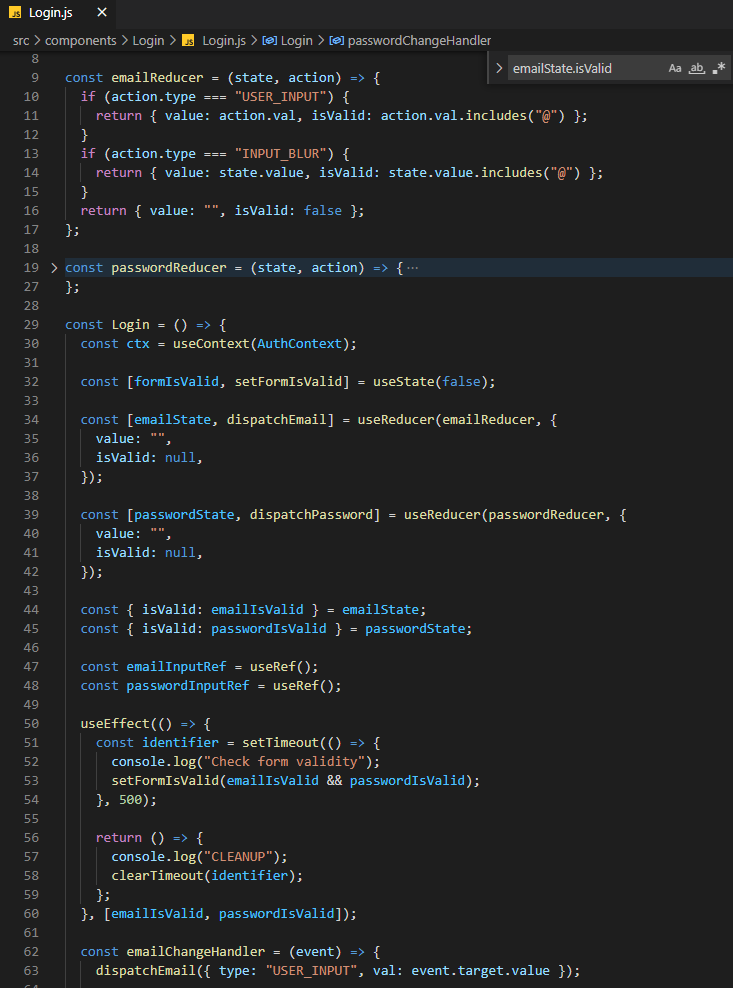 JS Login.js ×
src > components > Login > JS Login.js > Login > passwordChangeHandler
emailState.isValid Aa ab .*
8
9 const emailReducer = (state, action) => {
10   if (action.type === "USER_INPUT") {
11     return { value: action.val, isValid: action.val.includes("@") };
12   }
13   if (action.type === "INPUT_BLUR") {
14     return { value: state.value, isValid: state.value.includes("@") };
15   }
16   return { value: "", isValid: false };
17 };
18
19 > const passwordReducer = (state, action) => { ⋯
27 };
28
29 const Login = () => {
30   const ctx = useContext(AuthContext);
31
32   const [formIsValid, setFormIsValid] = useState(false);
33
34   const [emailState, dispatchEmail] = useReducer(emailReducer, {
35     value: "",
36     isValid: null,
37   });
38
39   const [passwordState, dispatchPassword] = useReducer(passwordReducer, {
40     value: "",
41     isValid: null,
42   });
43
44   const { isValid: emailIsValid } = emailState;
45   const { isValid: passwordIsValid } = passwordState;
46
47   const emailInputRef = useRef();
48   const passwordInputRef = useRef();
49
50   useEffect(() => {
51     const identifier = setTimeout(() => {
52       console.log("Check form validity");
53       setFormIsValid(emailIsValid && passwordIsValid);
54     }, 500);
55
56     return () => {
57       console.log("CLEANUP");
58       clearTimeout(identifier);
59     };
60   }, [emailIsValid, passwordIsValid]);
61
62   const emailChangeHandler = (event) => {
63     dispatchEmail({ type: "USER_INPUT", val: event.target.value });